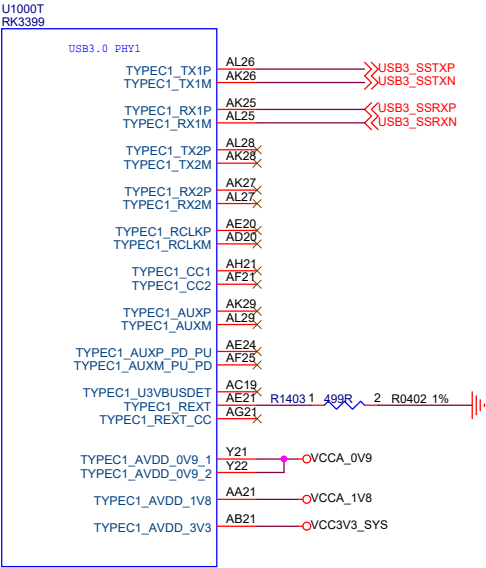 U1000T
RK3399
USB3.0 PHY1
TYPEC1_TX1P AL26 USB3_SSTXP
TYPEC1_TX1M AK26 USB3_SSTXN
TYPEC1_RX1P AK25 USB3_SSRXP
TYPEC1_RX1M AL25 USB3_SSRXN
TYPEC1_TX2P AL28
TYPEC1_TX2M AK28
TYPEC1_RX2P AK27
TYPEC1_RX2M AL27
TYPEC1_RCLKP AE20
TYPEC1_RCLKM AD20
TYPEC1_CC1 AH21
TYPEC1_CC2 AF21
TYPEC1_AUXP AK29
TYPEC1_AUXM AL29
TYPEC1_AUXP_PD_PU AE24
TYPEC1_AUXM_PU_PD AF25
TYPEC1_U3VBUSDET AC19
TYPEC1_REXT AE21 R1403 1 499R 2 R0402 1%
TYPEC1_REXT_CC AG21
TYPEC1_AVDD_0V9_1 Y21 VCCA_0V9
TYPEC1_AVDD_0V9_2 Y22
TYPEC1_AVDD_1V8 AA21 VCCA_1V8
TYPEC1_AVDD_3V3 AB21 VCC3V3_SYS